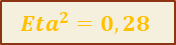 Eta² = 0,28